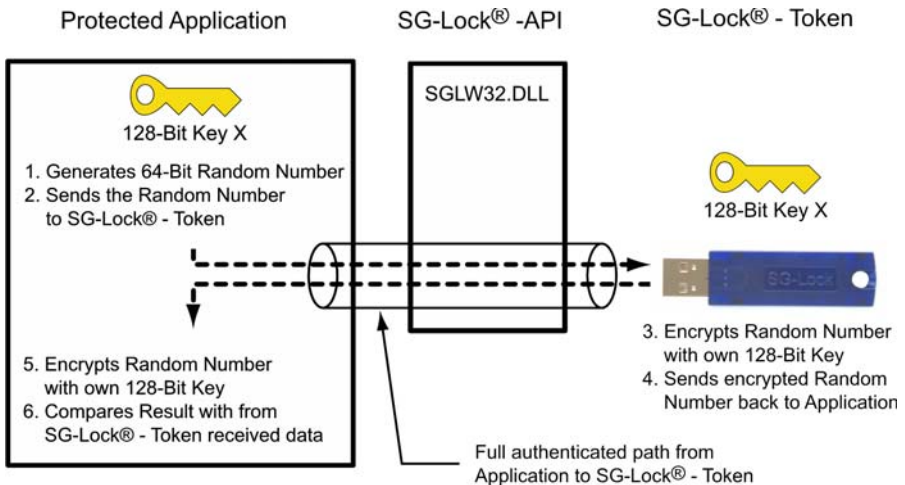 Protected Application
SG-Lock® -API
SG-Lock® - Token
128-Bit Key X
1. Generates 64-Bit Random Number
2. Sends the Random Number
to SG-Lock® - Token
5. Encrypts Random Number
with own 128-Bit Key
6. Compares Result with from
SG-Lock® - Token received data
SGLW32.DLL
128-Bit Key X
SG-Lock
3. Encrypts Random Number
with own 128-Bit Key
4. Sends encrypted Random
Number back to Application
Full authenticated path from
Application to SG-Lock® - Token